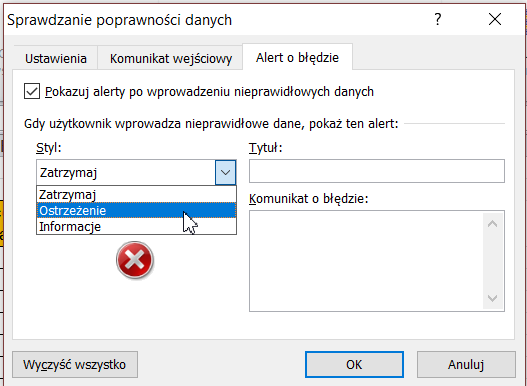 Sprawdzanie poprawności danych
Ustawienia Komunikat wejściowy Alert o błędzie
Pokazuj alerty po wprowadzeniu nieprawidłowych danych
Gdy użytkownik wprowadza nieprawidłowe dane, pokaż ten alert:
Styl: Tytuł:
Zatrzymaj
Zatrzymaj Komunikat o błędzie:
Ostrzeżenie
Informacje
Wyczyść wszystko OK Anuluj